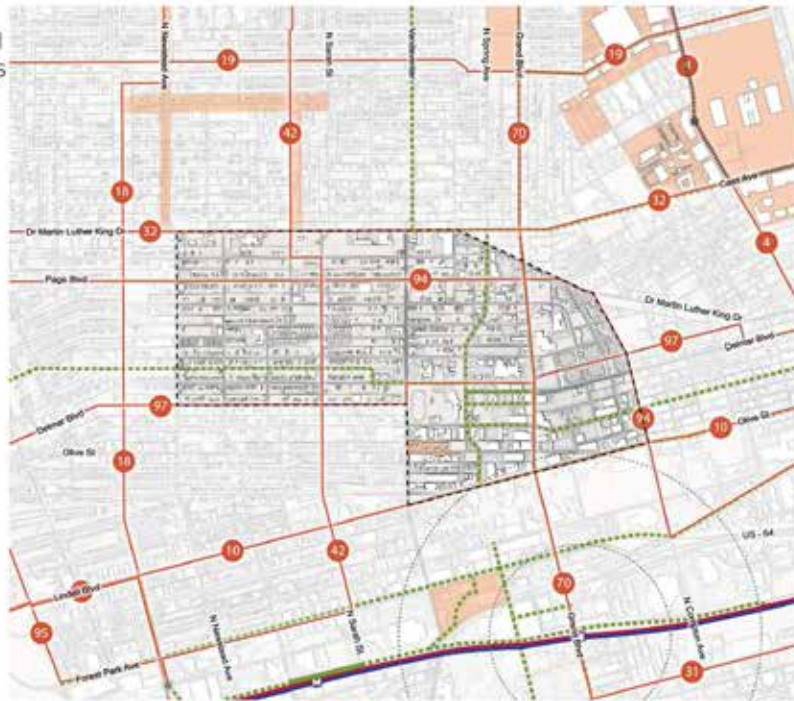 N Newstead Ave
N Sarah St
Vandeventer
N Spring Ave
Grand Blvd
19
19
4
42
70
18
32
Cass Ave
Dr Martin Luther King Dr
32
4
Page Blvd
94
Dr Martin Luther King Dr
97
Delmar Blvd
97
Delmar Blvd
94
10
Olive St
Olive St
18
10
42
US - 64
Lindell Blvd
70
95
N Newstead Ave
N Sarah St
Grand Blvd
N Compton Ave
Forest Park Ave
31
M